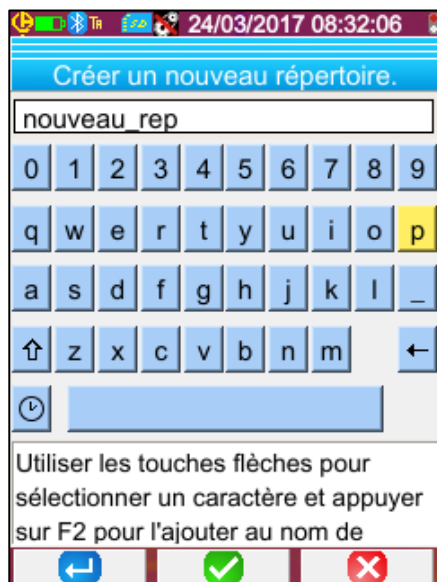 24/03/2017 08:32:06
Créer un nouveau répertoire.
nouveau_rep
0 1 2 3 4 5 6 7 8 9
q w e r t y u i o p
a s d f g h j k l _
z x c v b n m
Utiliser les touches flèches pour
sélectionner un caractère et appuyer
sur F2 pour l'ajouter au nom de